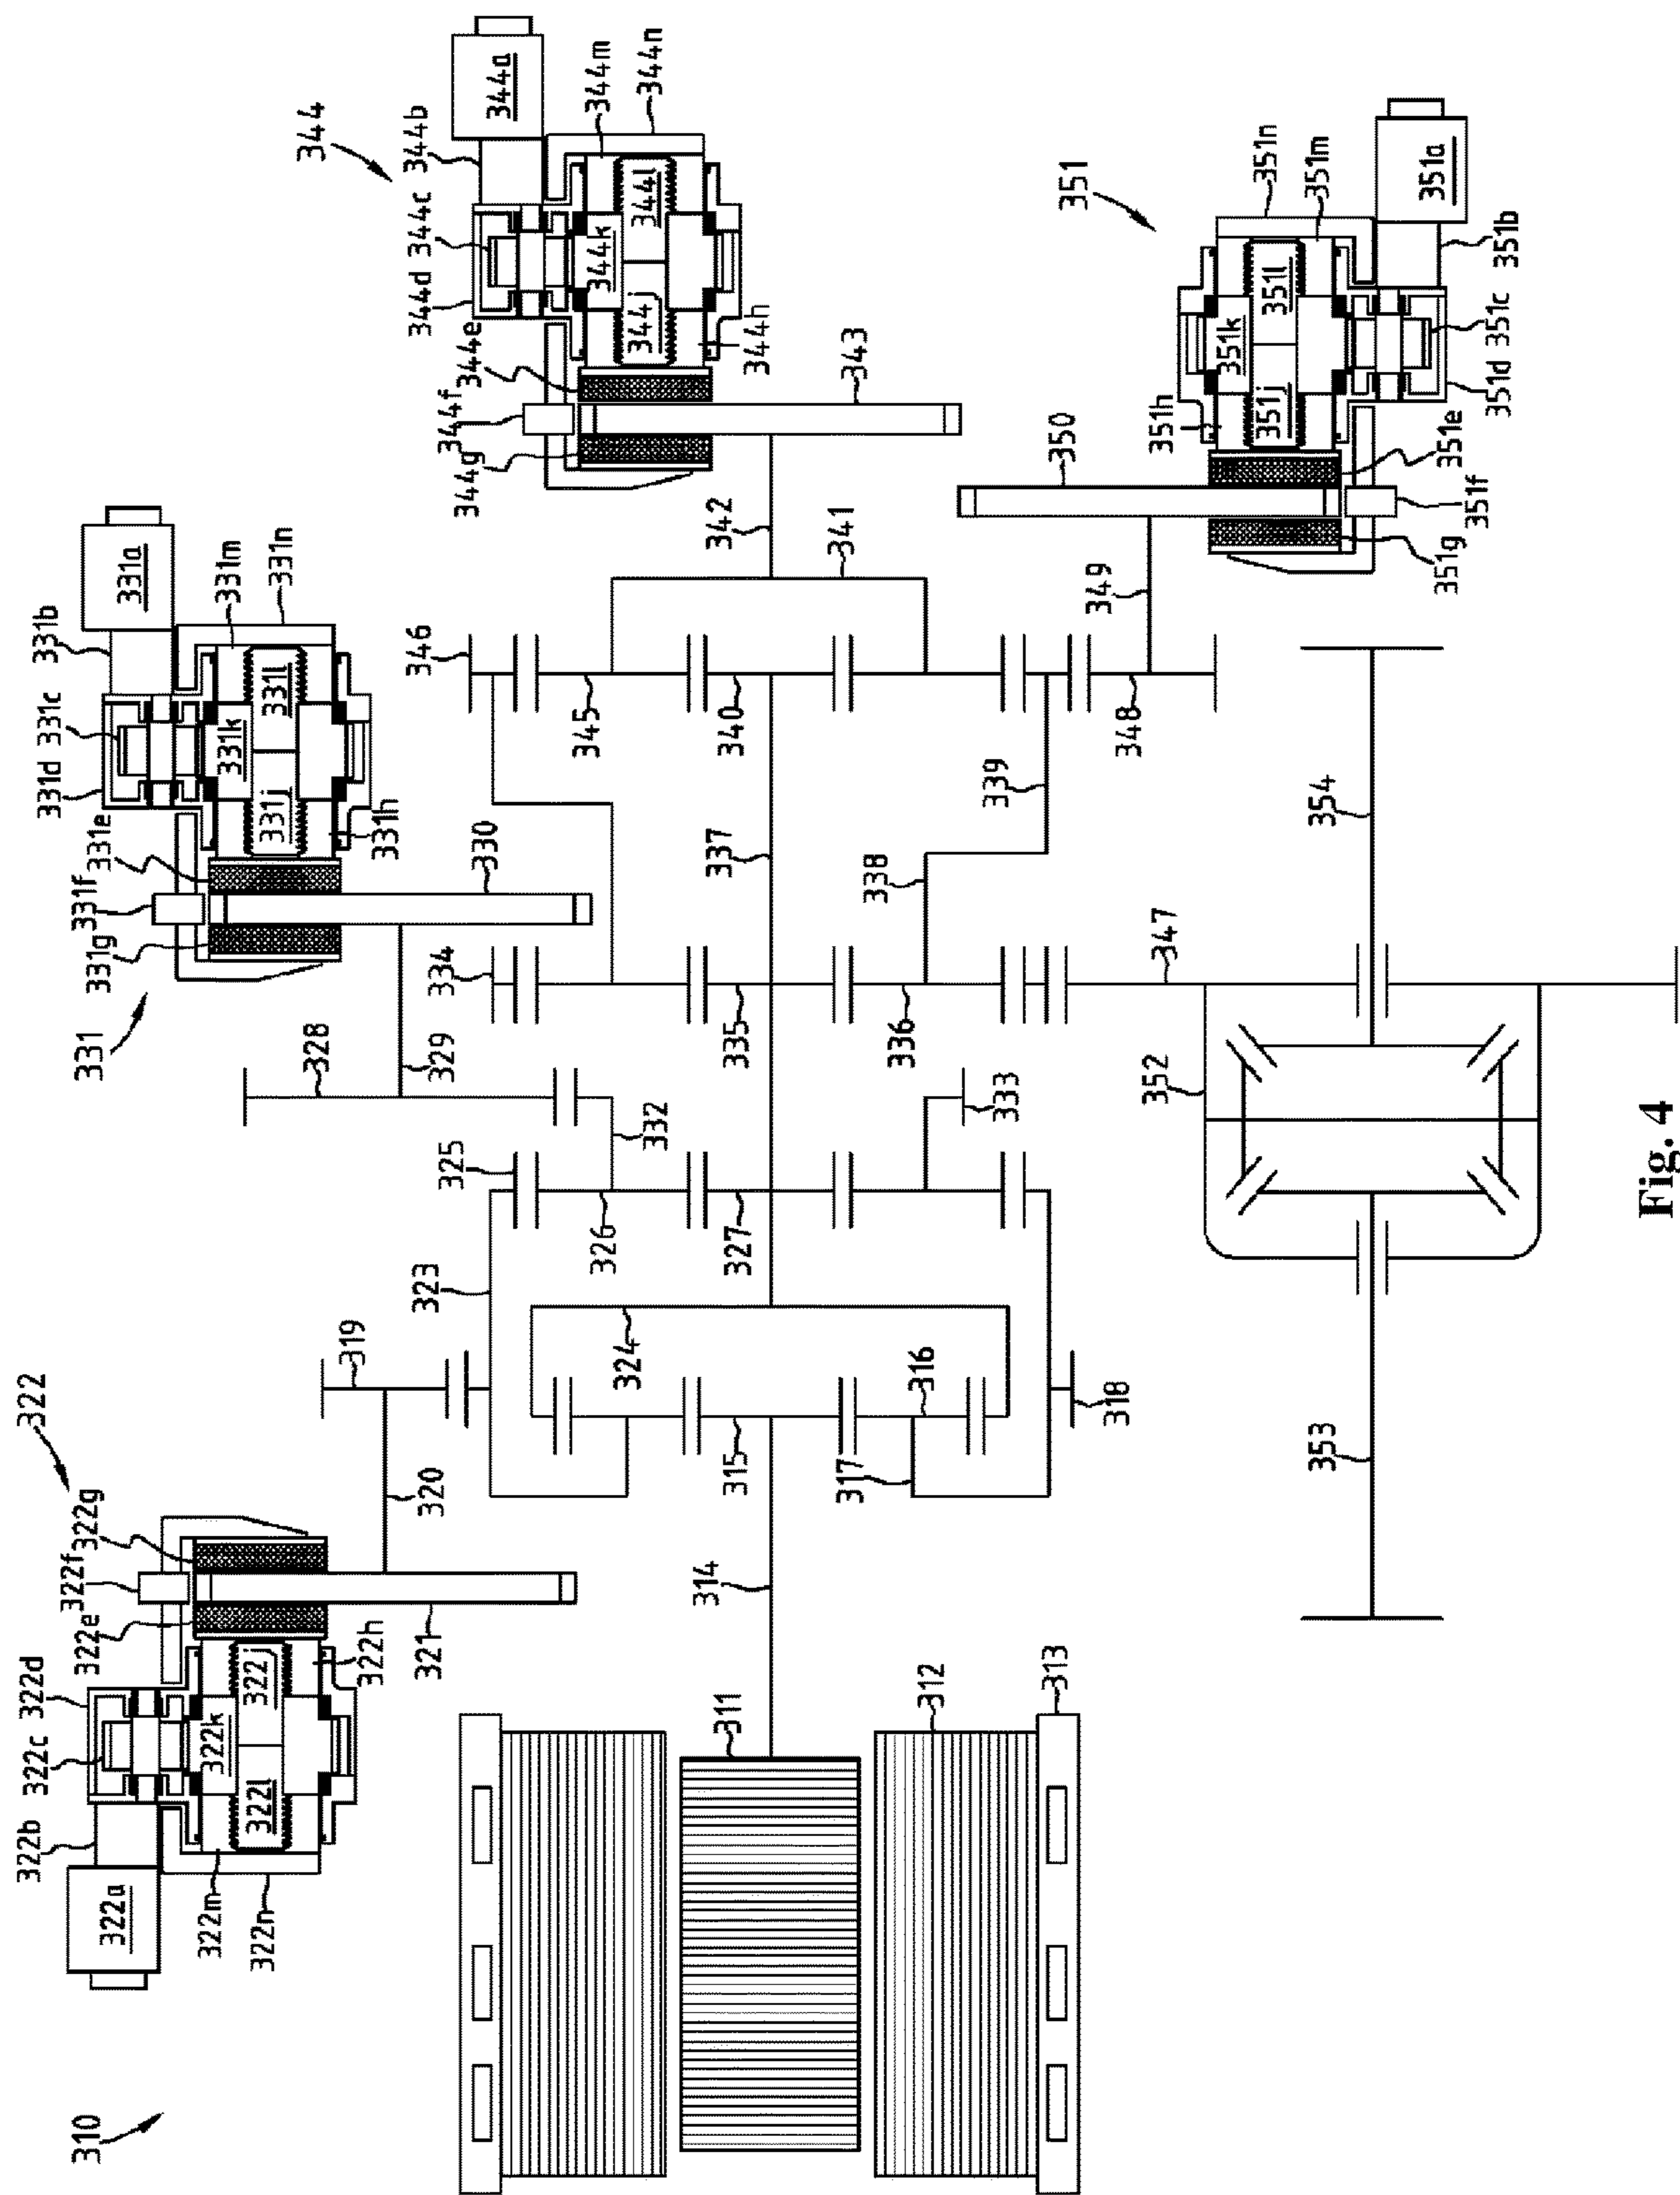 310
322
322a
322b
322c
322d
322e
322f
322g
322h
322j
322k
322l
322m
322n
321
320
319
311
312
313
314
315
316
317
318
323
324
325
326
327
328
329
330
331
331a
331b
331c
331d
331e
331f
331g
331h
331j
331k
331l
331m
331n
332
333
334
335
336
337
338
339
340
341
342
343
344
344a
344b
344c
344d
344e
344f
344g
344h
344j
344k
344l
344m
344n
345
346
347
348
349
350
351
351a
351b
351c
351d
351e
351f
351g
351h
351j
351k
351l
351m
351n
352
353
354
Fig. 4